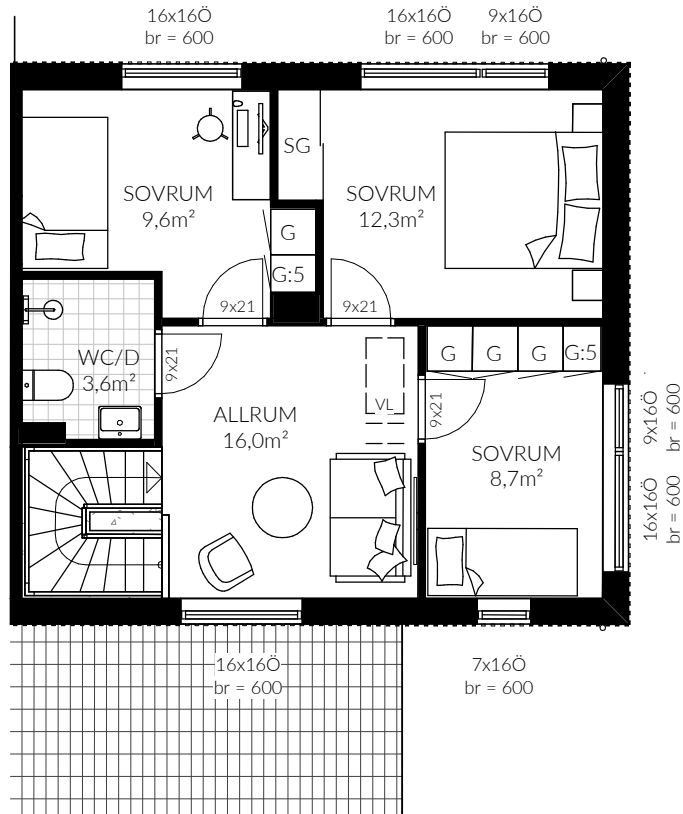 16x16Ö
br = 600
16x16Ö
br = 600
9x16Ö
br = 600
SG
SOVRUM
9,6m²
SOVRUM
12,3m²
G
G:5
9x21
9x21
WC/D
3,6m²
9x21
ALLRUM
16,0m²
VL
9x21
G
G
G
G:5
SOVRUM
8,7m²
9x16Ö
br = 600
16x16Ö
br = 600
16x16Ö
br = 600
7x16Ö
br = 600